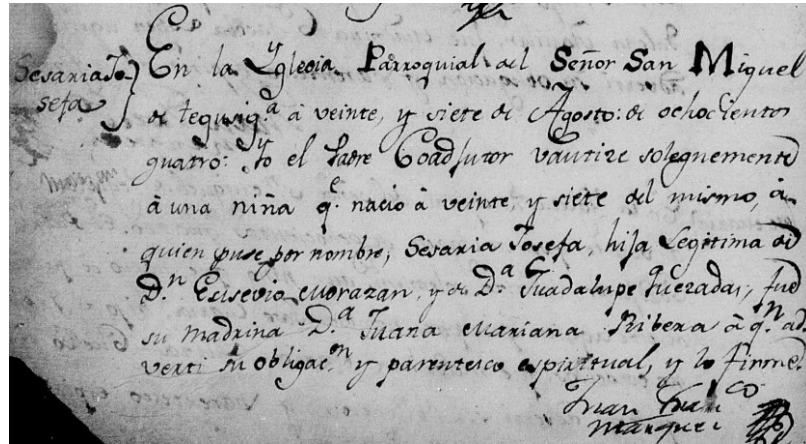 Sesaria Jo-
sefa
En la Yglecia Parroquial del Señor San Miguel
de tegusig.a à veinte, y siete de Agosto: de ochocientos
quatro: Yo el Padre Coadjutor vautize solegnemente
à una niña q.e nacio à veinte, y siete del mismo, à
quien puse por nombre, Sesaria Josefa, hija Legitima de
D.n Eusevio Morazan, y de D.a Guadalupe Quezada, fue
su madrina D.a Juana Mariana Ribera à q.n ad-
verti su obligac.n y parentesco espiritual, y lo firme.
Juan Fran.co
Marquez